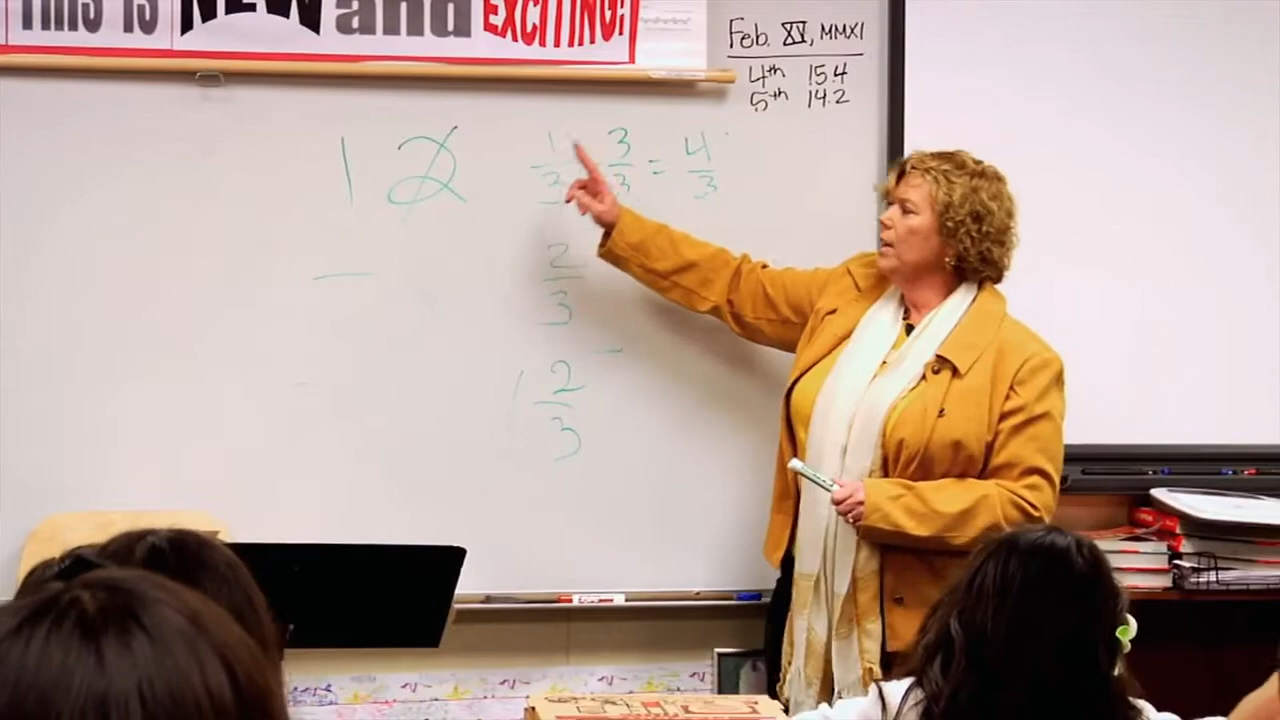 THIS IS NEW and EXCITING!
Feb. XV, MMXI
4th 15.4
5th 14.2
1 2 1/3 3/3 = 4/3
2/3
1 2/3